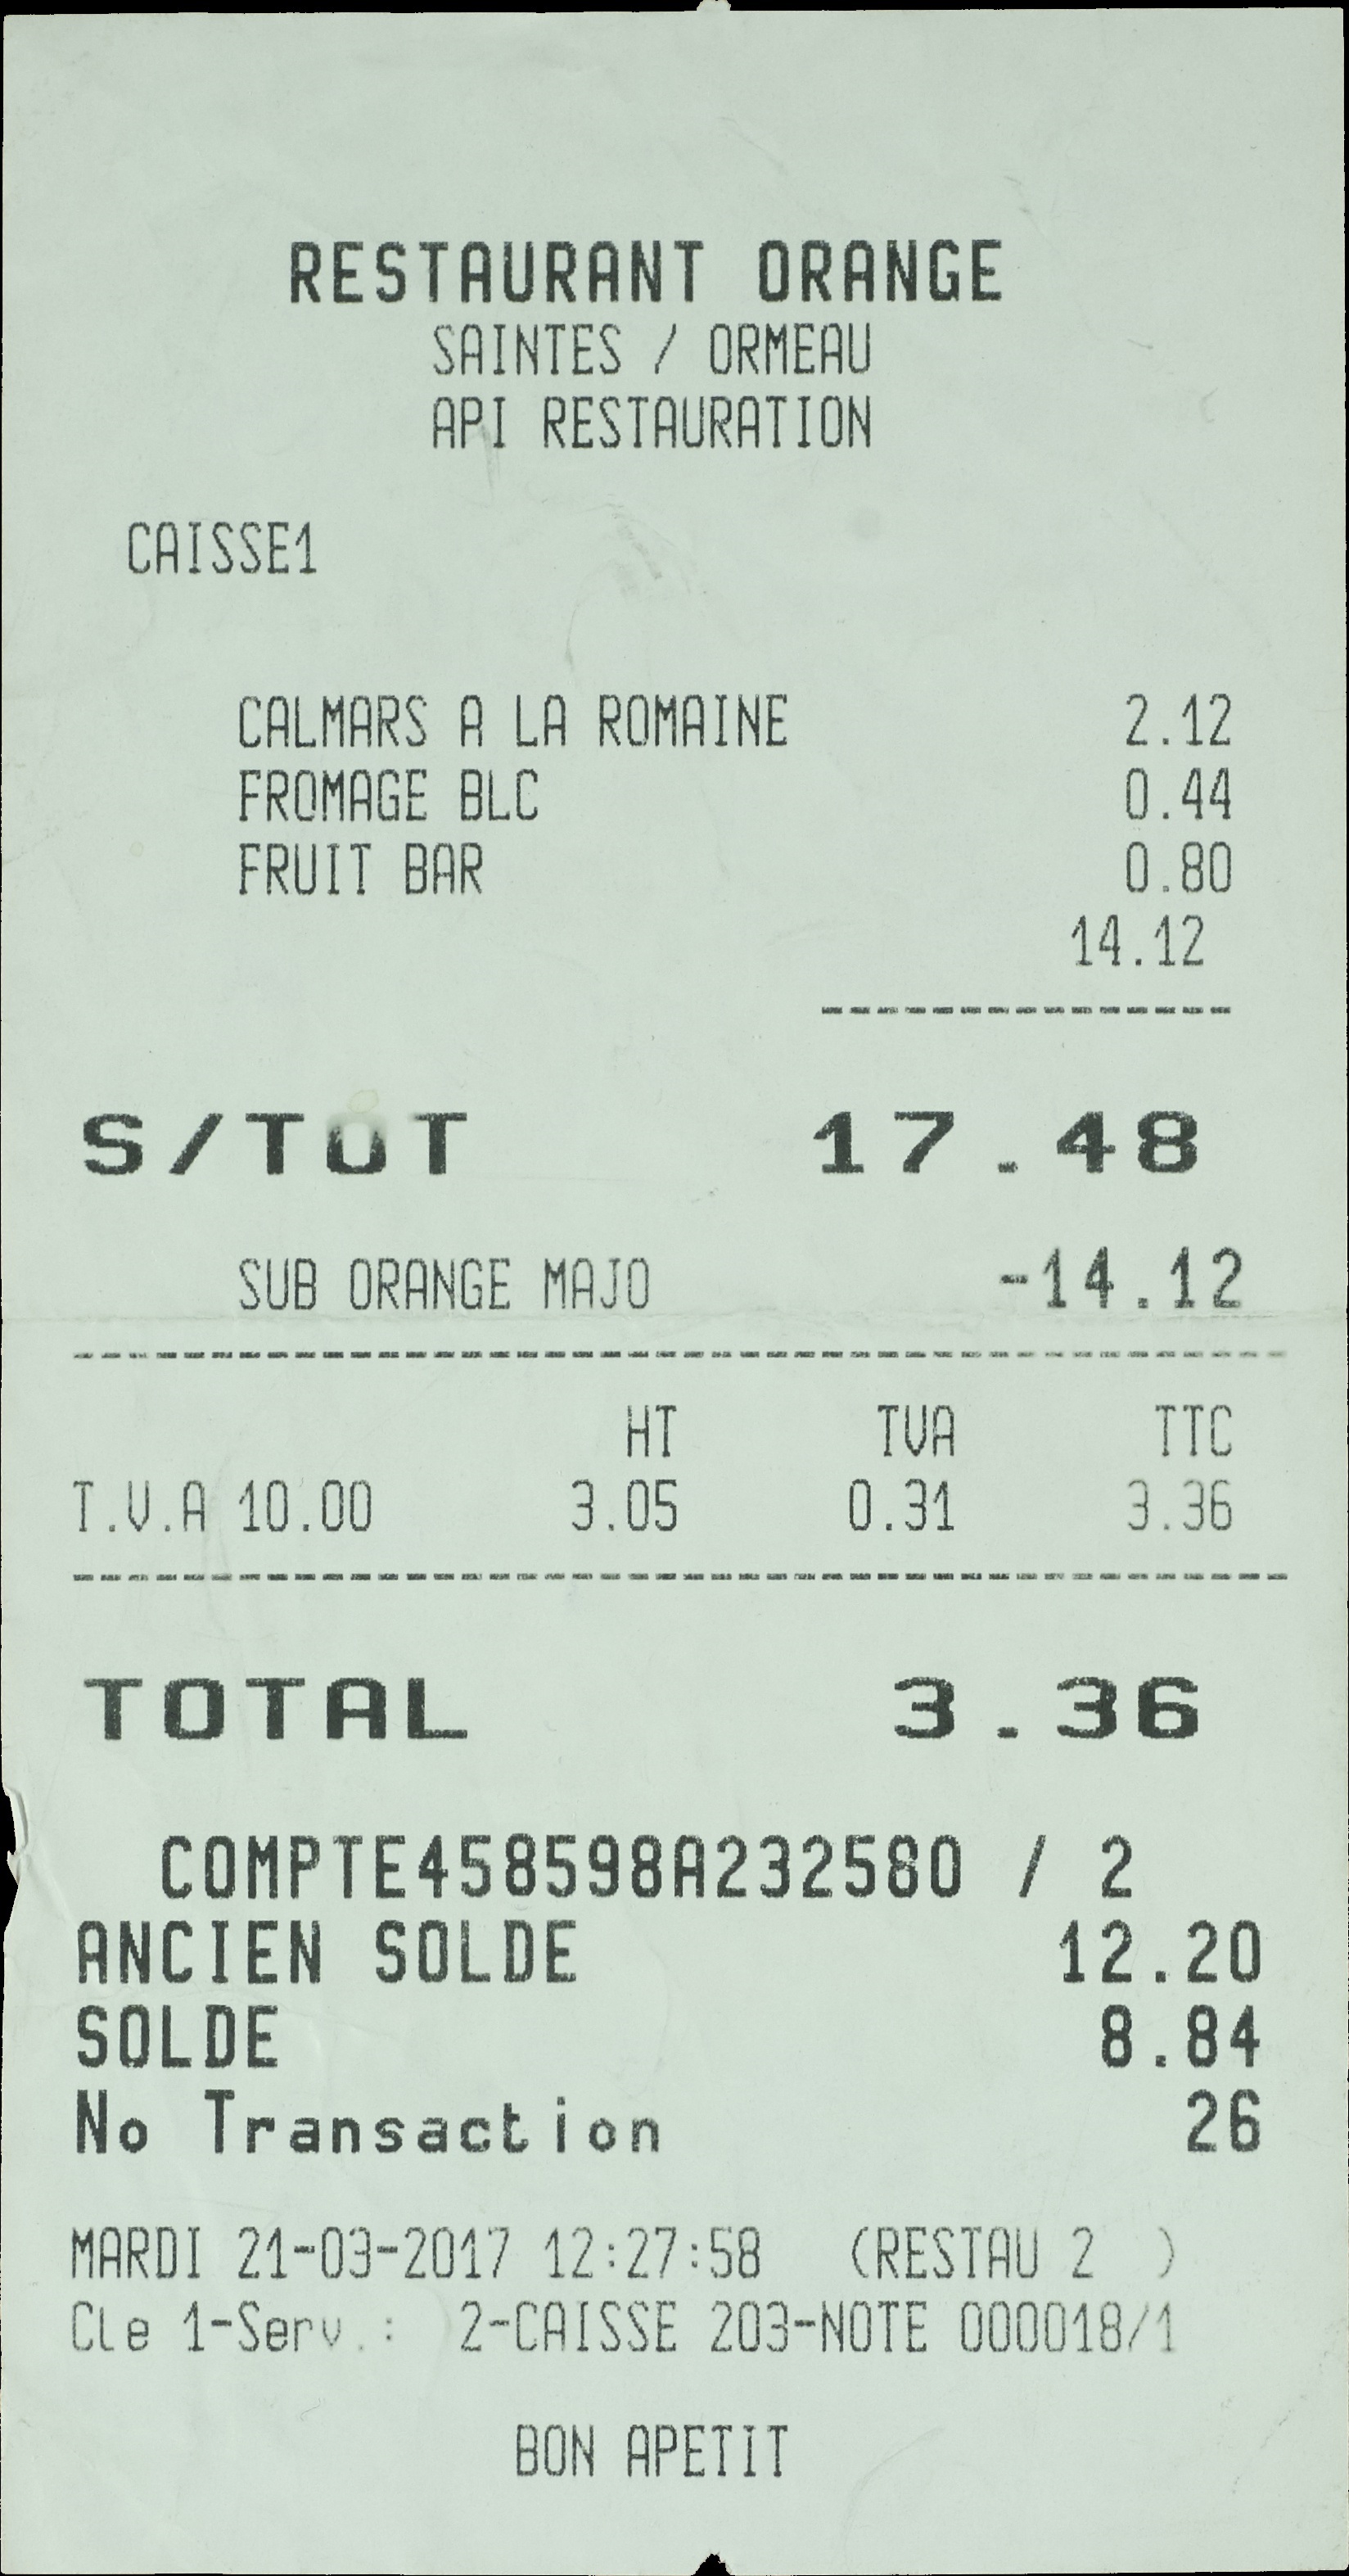 RESTAURANT ORANGE
SAINTES / ORMEAU
API RESTAURATION
CAISSE1
CALMARS A LA ROMAINE 2.12
FROMAGE BLC 0.44
FRUIT BAR 0.80
14.12
S/TOT 17.48
SUB ORANGE MAJO -14.12
HT TVA TTC
T.V.A 10.00 3.05 0.31 3.36
TOTAL 3.36
COMPTE458598A232580 / 2
ANCIEN SOLDE 12.20
SOLDE 8.84
No Transaction 26
MARDI 21-03-2017 12:27:58 (RESTAU 2 )
Cle 1-Serv.: 2-CAISSE 203-NOTE 000018/1
BON APETIT